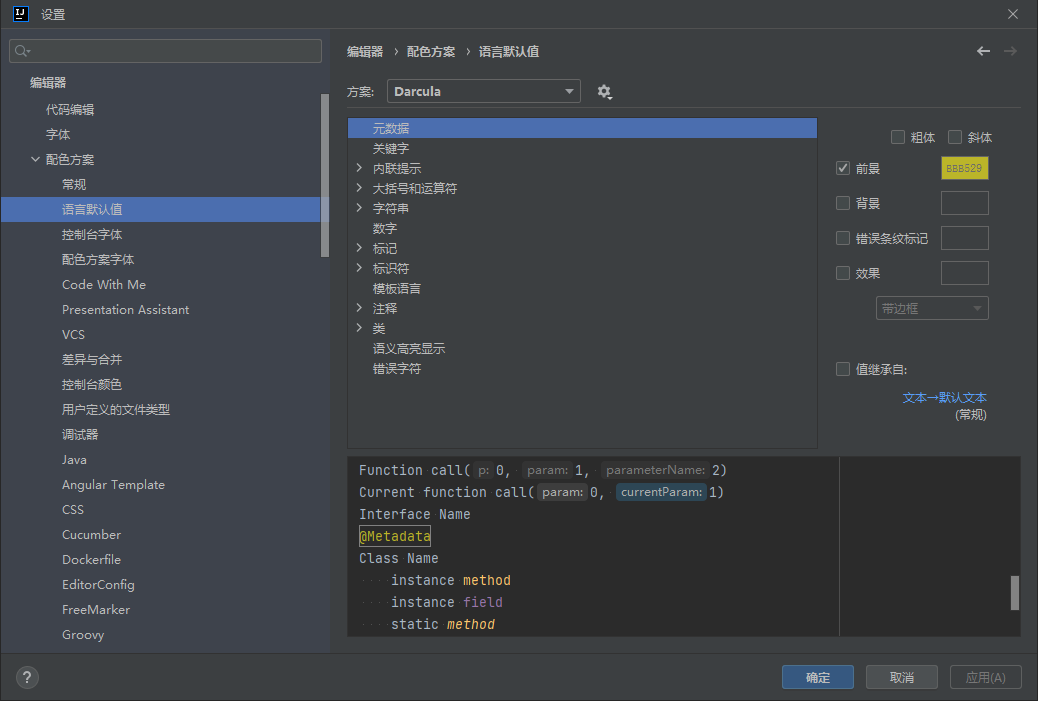 设置
编辑器
代码编辑
字体
配色方案
常规
语言默认值
控制台字体
配色方案字体
Code With Me
Presentation Assistant
VCS
差异与合并
控制台颜色
用户定义的文件类型
调试器
Java
Angular Template
CSS
Cucumber
Dockerfile
EditorConfig
FreeMarker
Groovy
编辑器 › 配色方案 › 语言默认值
方案: Darcula
元数据
关键字
内联提示
大括号和运算符
字符串
数字
标记
标识符
模板语言
注释
类
语义高亮显示
错误字符
粗体 斜体
前景 BBB529
背景
错误条纹标记
效果
带边框
值继承自:
文本→默认文本
(常规)
Function call( p: 0, param: 1, parameterName: 2)
Current function call( param: 0, currentParam: 1)
Interface Name
@Metadata
Class Name
instance method
instance field
static method
? 确定 取消 应用(A)